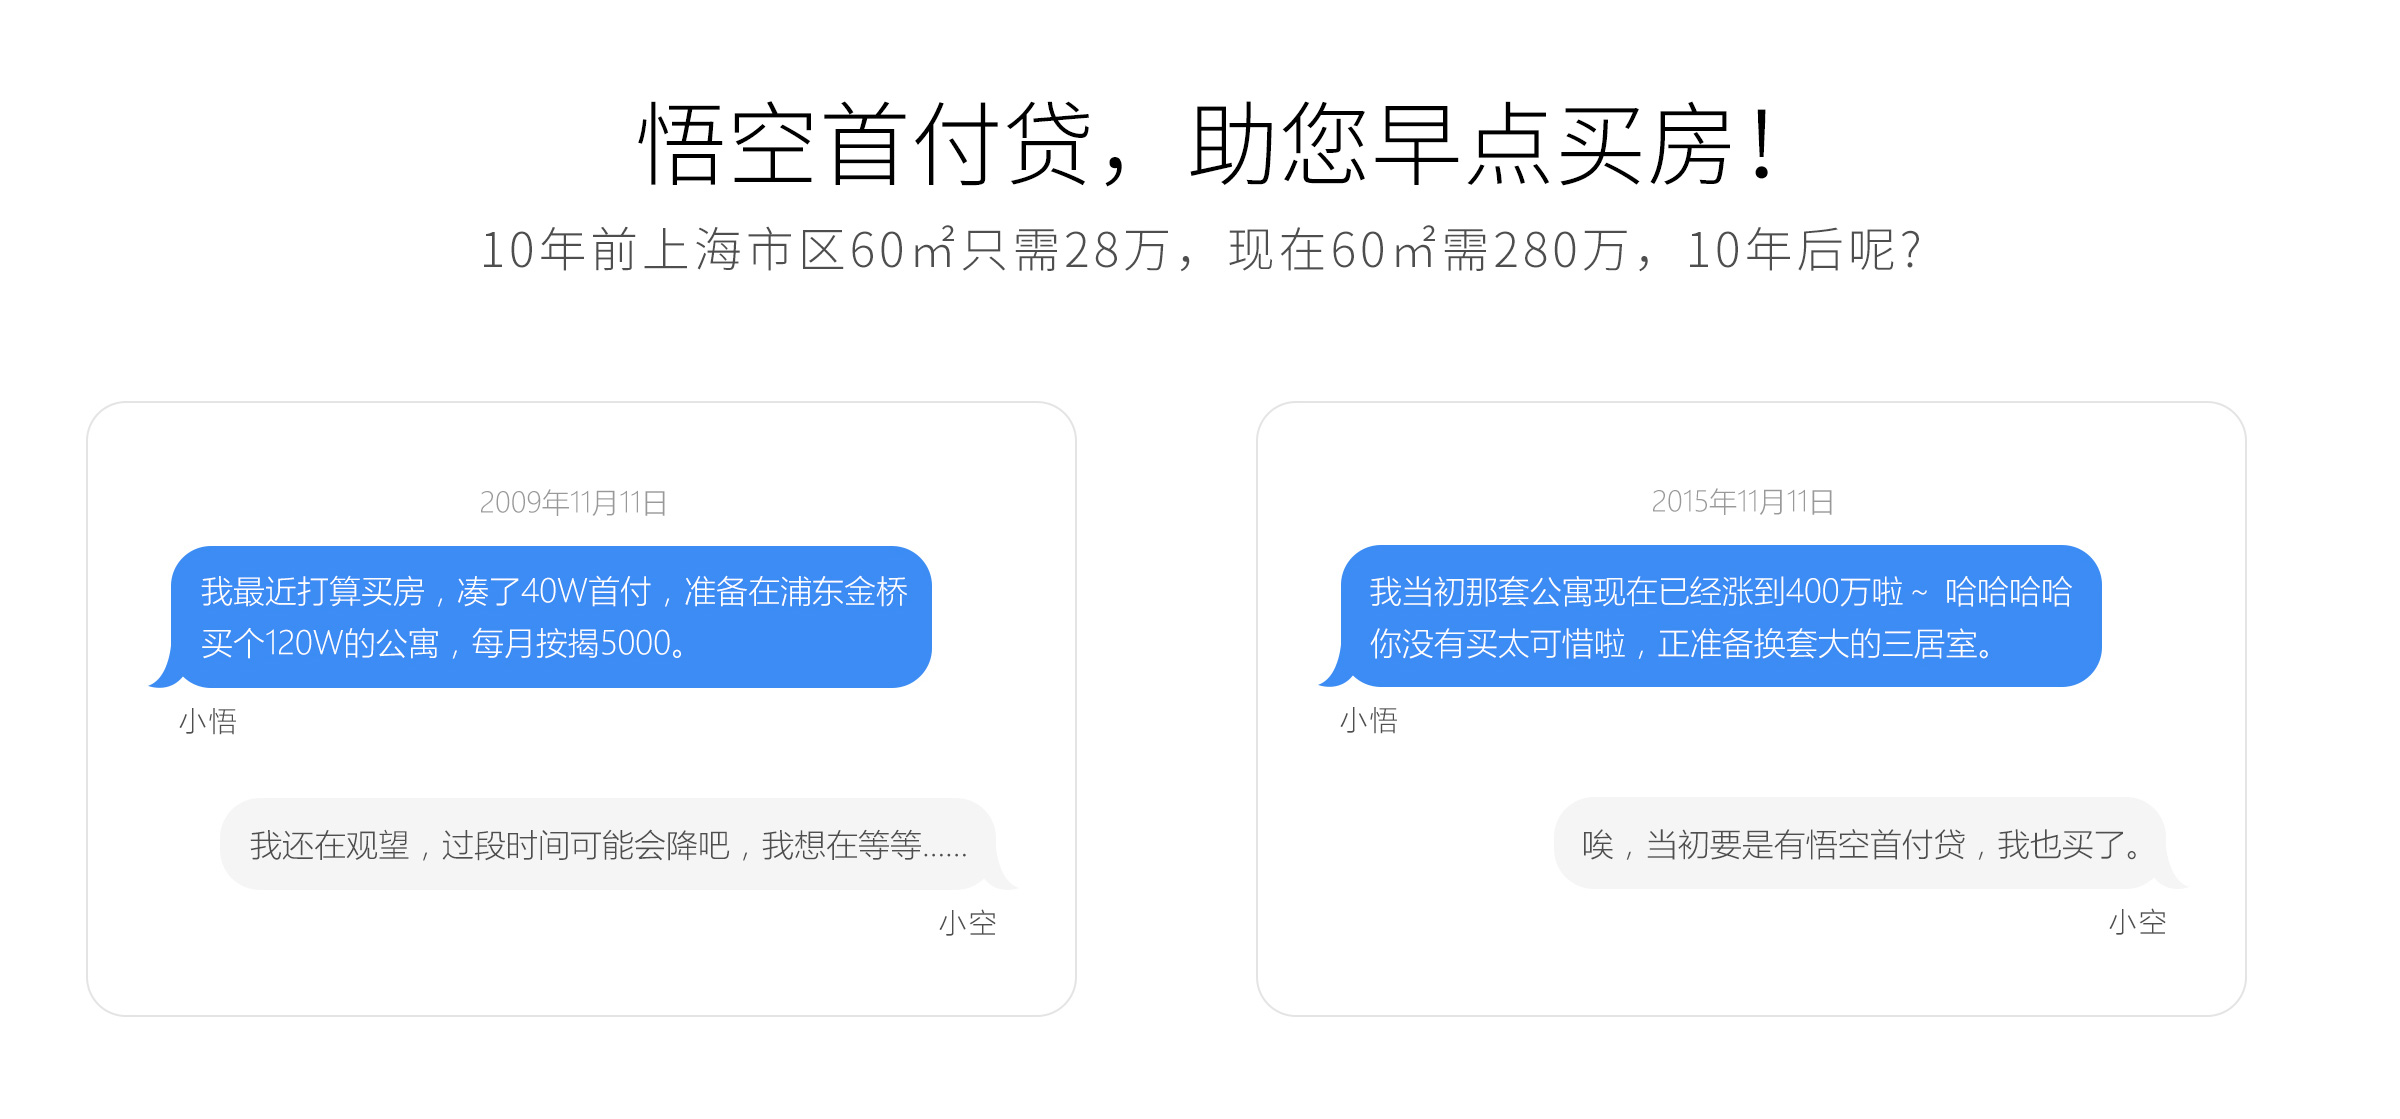 悟空首付贷，助您早点买房！
10年前上海市区60㎡只需28万，现在60㎡需280万，10年后呢？
2009年11月11日
我最近打算买房，凑了40W首付，准备在浦东金桥
买个120W的公寓，每月按揭5000。
小悟
我还在观望，过段时间可能会降吧，我想在等等......
小空
2015年11月11日
我当初那套公寓现在已经涨到400万啦~ 哈哈哈哈
你没有买太可惜啦，正准备换套大的三居室。
小悟
唉，当初要是有悟空首付贷，我也买了。
小空